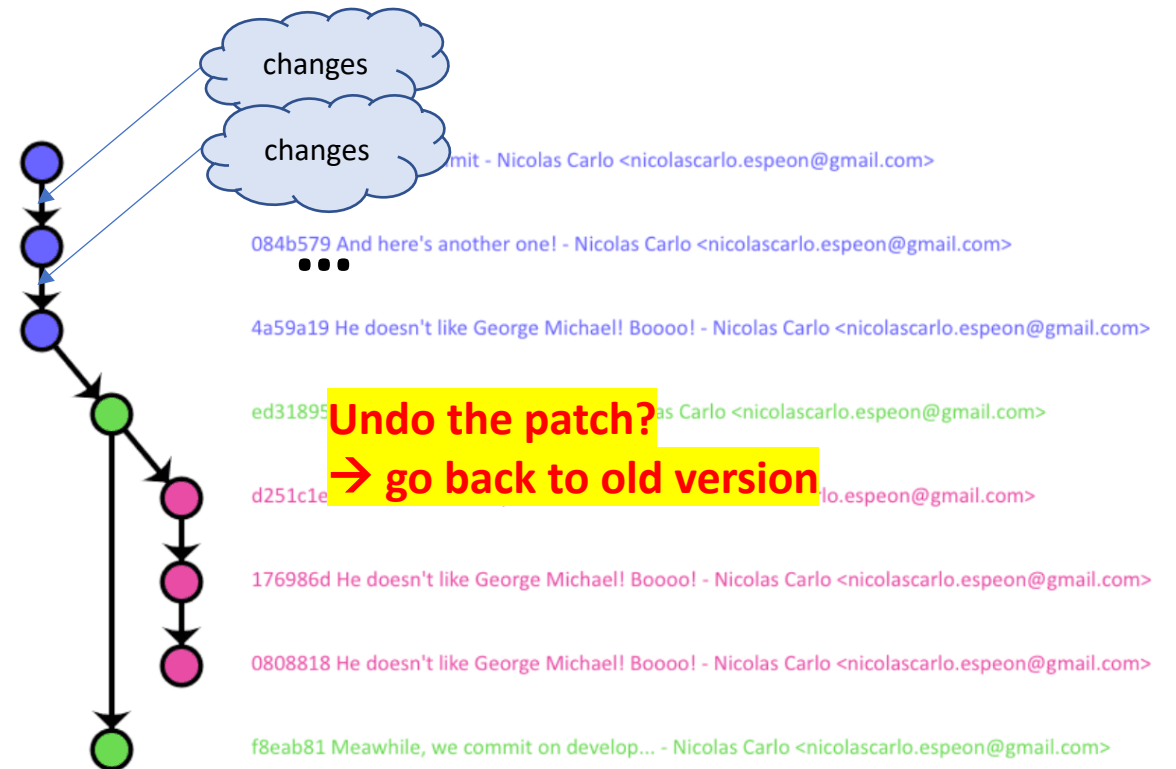 changes
changes
mit - Nicolas Carlo <nicolascarlo.espeon@gmail.com>
084b579 And here's another one! - Nicolas Carlo <nicolascarlo.espeon@gmail.com>
...
4a59a19 He doesn't like George Michael! Boooo! - Nicolas Carlo <nicolascarlo.espeon@gmail.com>
ed31895 as Carlo <nicolascarlo.espeon@gmail.com>
Undo the patch?
→ go back to old version
d251c1e lo.espeon@gmail.com>
176986d He doesn't like George Michael! Boooo! - Nicolas Carlo <nicolascarlo.espeon@gmail.com>
0808818 He doesn't like George Michael! Boooo! - Nicolas Carlo <nicolascarlo.espeon@gmail.com>
f8eab81 Meawhile, we commit on develop... - Nicolas Carlo <nicolascarlo.espeon@gmail.com>